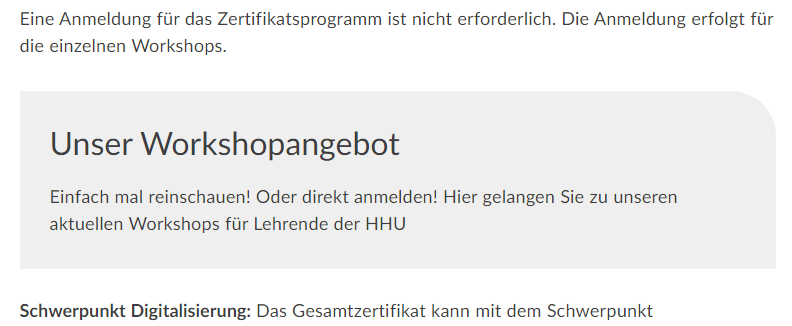 Eine Anmeldung für das Zertifikatsprogramm ist nicht erforderlich. Die Anmeldung erfolgt für
die einzelnen Workshops.
Unser Workshopangebot
Einfach mal reinschauen! Oder direkt anmelden! Hier gelangen Sie zu unseren
aktuellen Workshops für Lehrende der HHU
Schwerpunkt Digitalisierung: Das Gesamtzertifikat kann mit dem Schwerpunkt